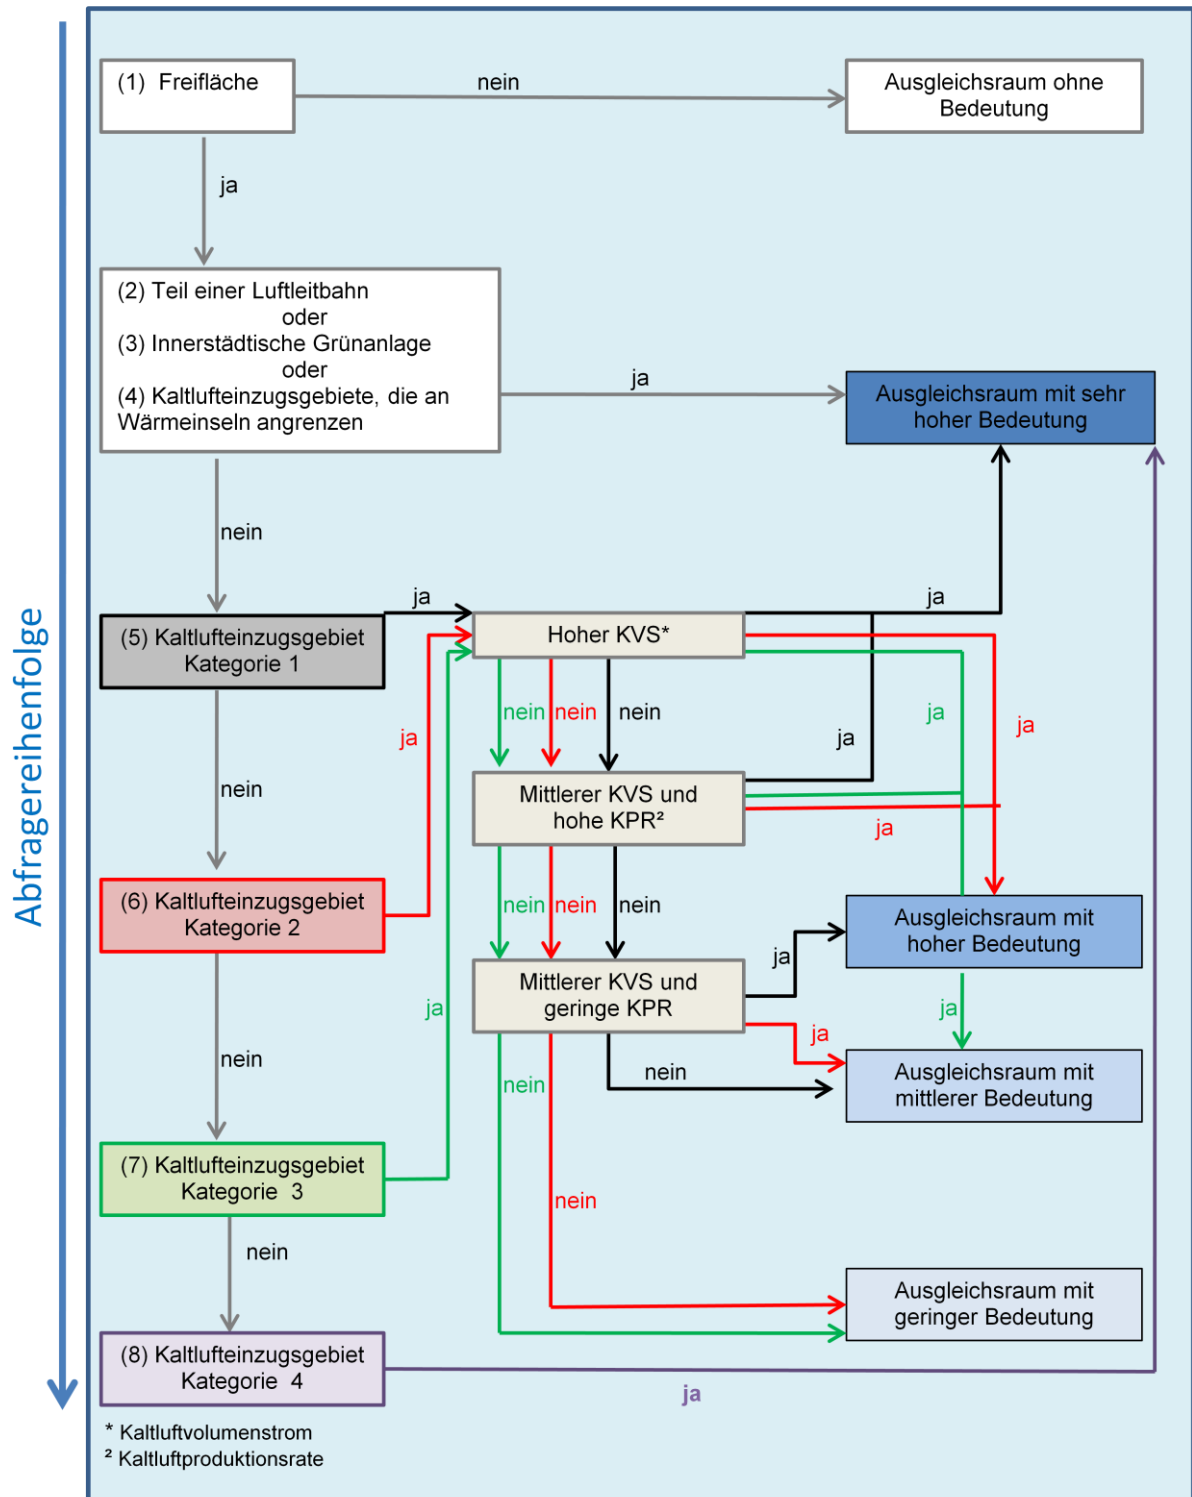 Abfragereihenfolge
(1) Freifläche
nein
Ausgleichsraum ohne
Bedeutung
ja
(2) Teil einer Luftleitbahn
oder
(3) Innerstädtische Grünanlage
oder
(4) Kaltlufteinzugsgebiete, die an
Wärmeinseln angrenzen
ja
Ausgleichsraum mit sehr
hoher Bedeutung
nein
(5) Kaltlufteinzugsgebiet
Kategorie 1
ja
Hoher KVS*
ja
nein
nein
nein
ja
ja
ja
ja
nein
Mittlerer KVS und
hohe KPR²
ja
(6) Kaltlufteinzugsgebiet
Kategorie 2
nein
nein
nein
Ausgleichsraum mit
hoher Bedeutung
Mittlerer KVS und
geringe KPR
ja
ja
ja
ja
nein
nein
nein
Ausgleichsraum mit
mittlerer Bedeutung
(7) Kaltlufteinzugsgebiet
Kategorie 3
nein
nein
Ausgleichsraum mit
geringer Bedeutung
(8) Kaltlufteinzugsgebiet
Kategorie 4
ja
* Kaltluftvolumenstrom
² Kaltluftproduktionsrate